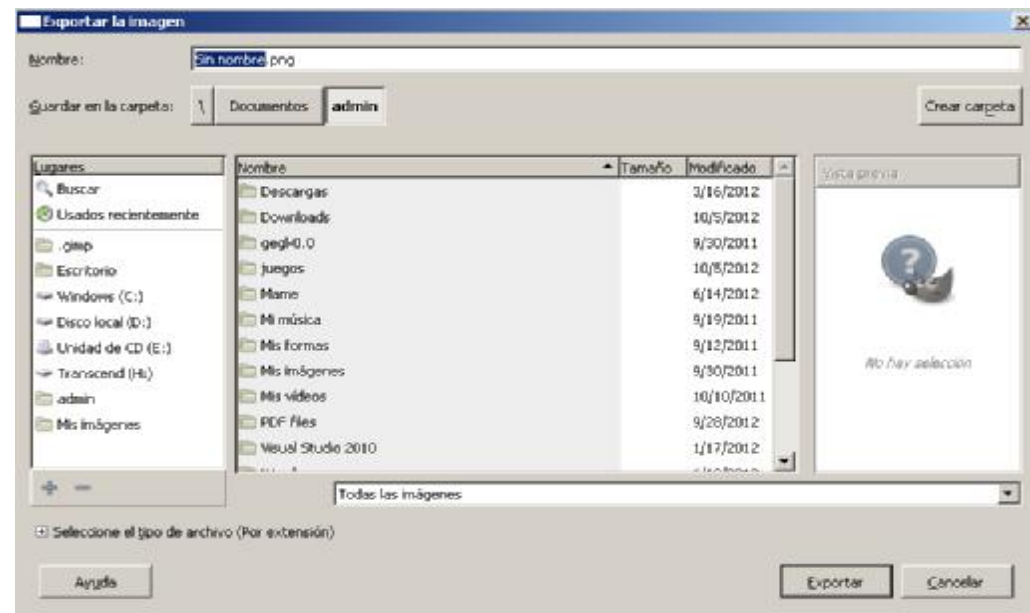 Exportar la imagen
Nombre: Sin nombre.png
Guardar en la carpeta: \ Documentos admin Crear carpeta
Lugares
Buscar
Usados recientemente
.gimp
Escritorio
Windows (C:)
Disco local (D:)
Unidad de CD (E:)
Transcend (H:)
admin
Mis imágenes
Nombre Tamaño Modificado
Descargas 3/16/2012
Downloads 10/5/2012
gegl-0.0 9/30/2011
juegos 10/8/2012
Mame 6/14/2012
Mi música 9/19/2011
Mis formas 9/12/2011
Mis imágenes 9/30/2011
Mis vídeos 10/10/2011
PDF files 9/28/2012
Visual Studio 2010 1/17/2012
Vista previa
No hay selección
Todas las imágenes
Seleccione el tipo de archivo (Por extensión)
Ayuda Exportar Cancelar